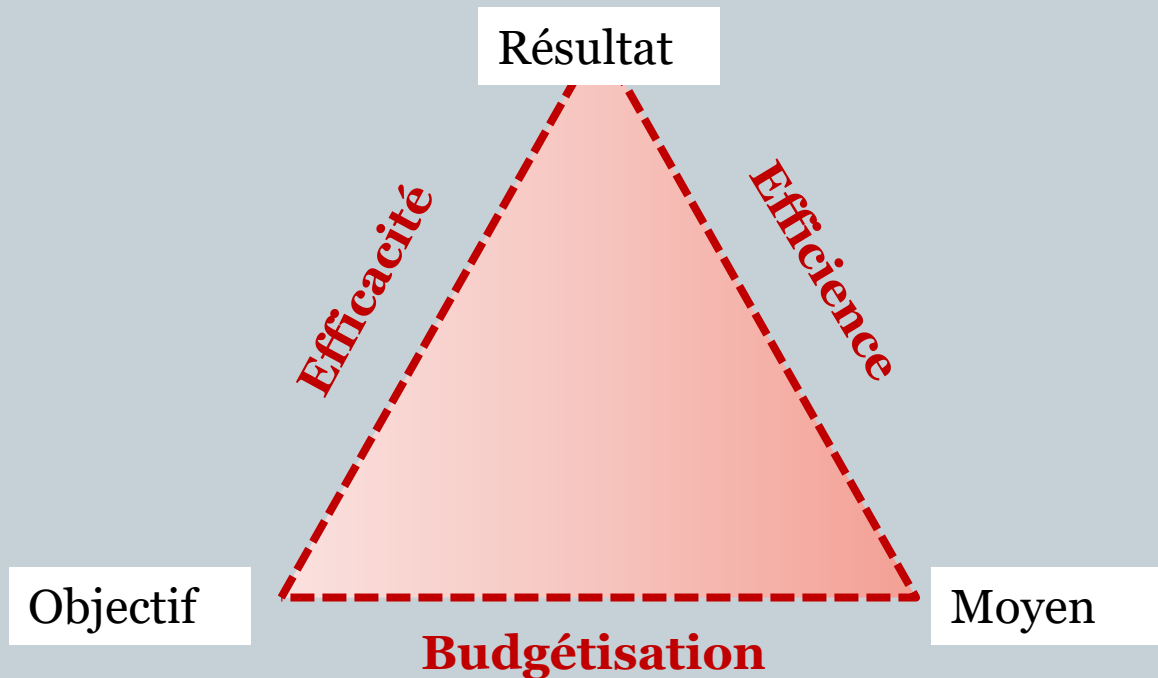 Résultat
Efficacité
Efficience
Objectif
Moyen
Budgétisation